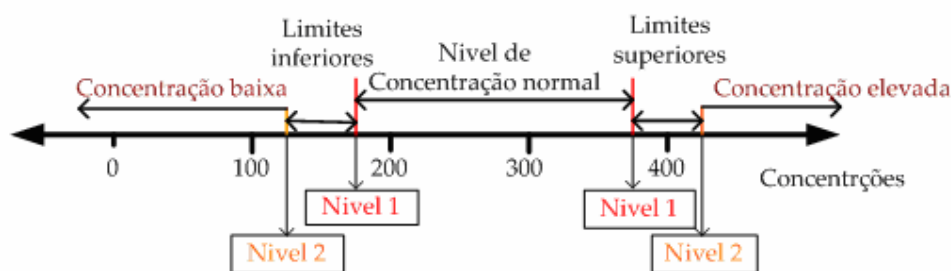 Limites
inferiores
Nivel de
Concentração normal
Limites
superiores
Concentração baixa
Concentração elevada
0
100
200
300
400
Concentrções
Nivel 1
Nivel 1
Nivel 2
Nivel 2